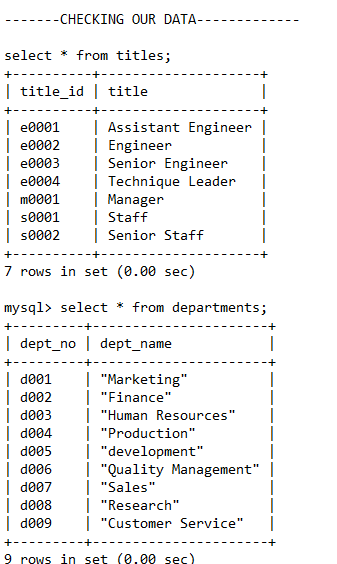 -------CHECKING OUR DATA-------------
select * from titles;
+----------+--------------------+
| title_id | title              |
+----------+--------------------+
| e0001    | Assistant Engineer |
| e0002    | Engineer           |
| e0003    | Senior Engineer    |
| e0004    | Technique Leader   |
| m0001    | Manager            |
| s0001    | Staff              |
| s0002    | Senior Staff       |
+----------+--------------------+
7 rows in set (0.00 sec)
mysql> select * from departments;
+---------+----------------------+
| dept_no | dept_name            |
+---------+----------------------+
| d001    | "Marketing"          |
| d002    | "Finance"            |
| d003    | "Human Resources"    |
| d004    | "Production"         |
| d005    | "development"        |
| d006    | "Quality Management" |
| d007    | "Sales"              |
| d008    | "Research"           |
| d009    | "Customer Service"   |
+---------+----------------------+
9 rows in set (0.00 sec)